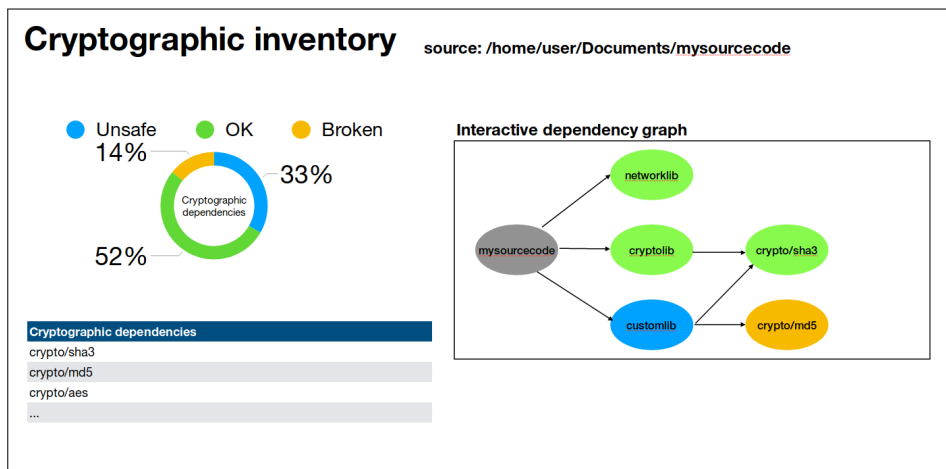 Cryptographic inventory source: /home/user/Documents/mysourcecode
Unsafe OK Broken
14%
33%
Cryptographic
dependencies
52%
Interactive dependency graph
networklib
mysourcecode cryptolib crypto/sha3
customlib crypto/md5
Cryptographic dependencies
crypto/sha3
crypto/md5
crypto/aes
...